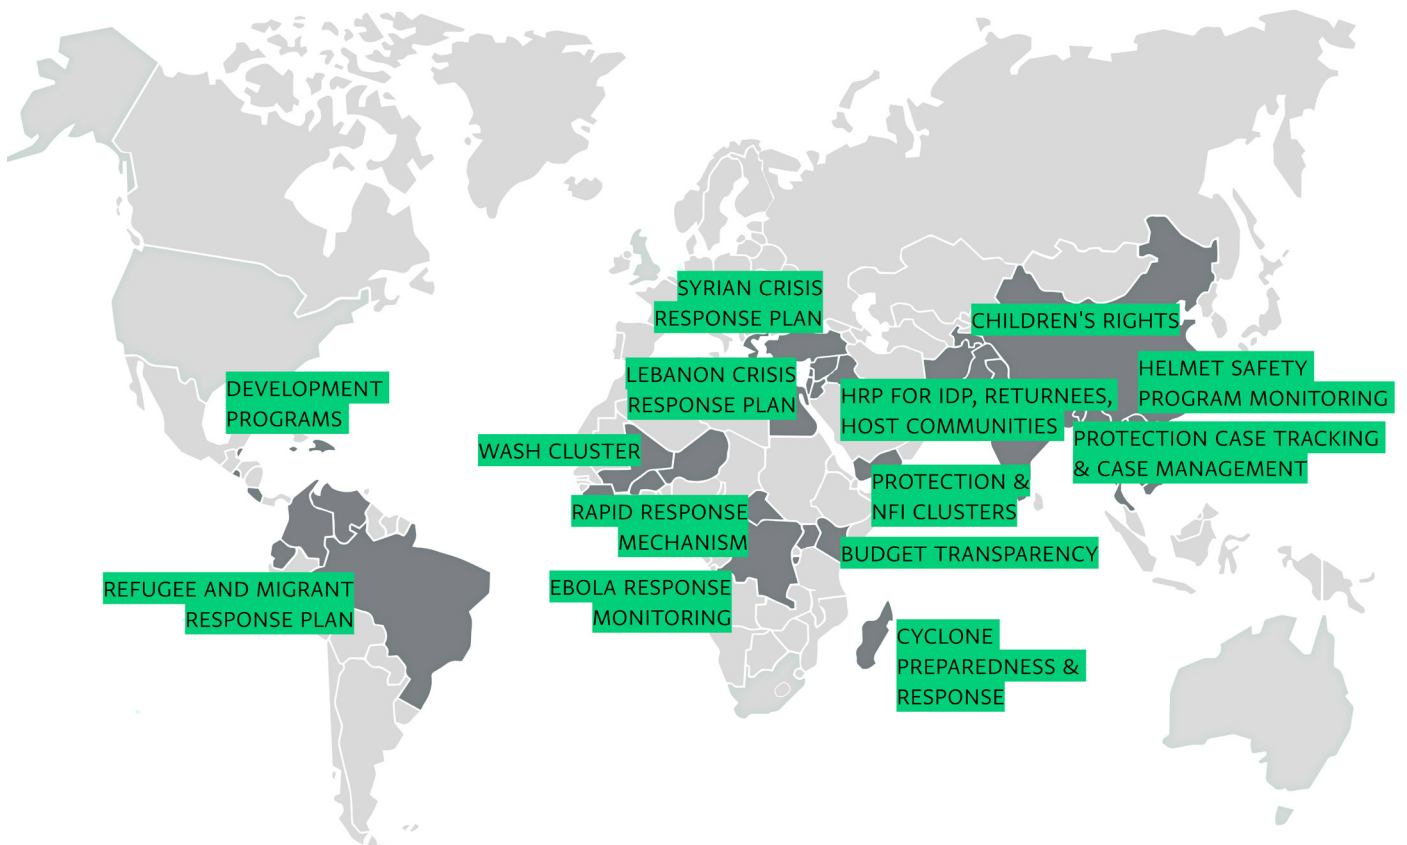 SYRIAN CRISIS
RESPONSE PLAN
CHILDREN'S RIGHTS
HELMET SAFETY
PROGRAM MONITORING
DEVELOPMENT
PROGRAMS
LEBANON CRISIS
RESPONSE PLAN
HRP FOR IDP, RETURNEES,
HOST COMMUNITIES
PROTECTION CASE TRACKING
& CASE MANAGEMENT
WASH CLUSTER
PROTECTION &
NFI CLUSTERS
RAPID RESPONSE
MECHANISM
BUDGET TRANSPARENCY
REFUGEE AND MIGRANT
RESPONSE PLAN
EBOLA RESPONSE
MONITORING
CYCLONE
PREPAREDNESS &
RESPONSE